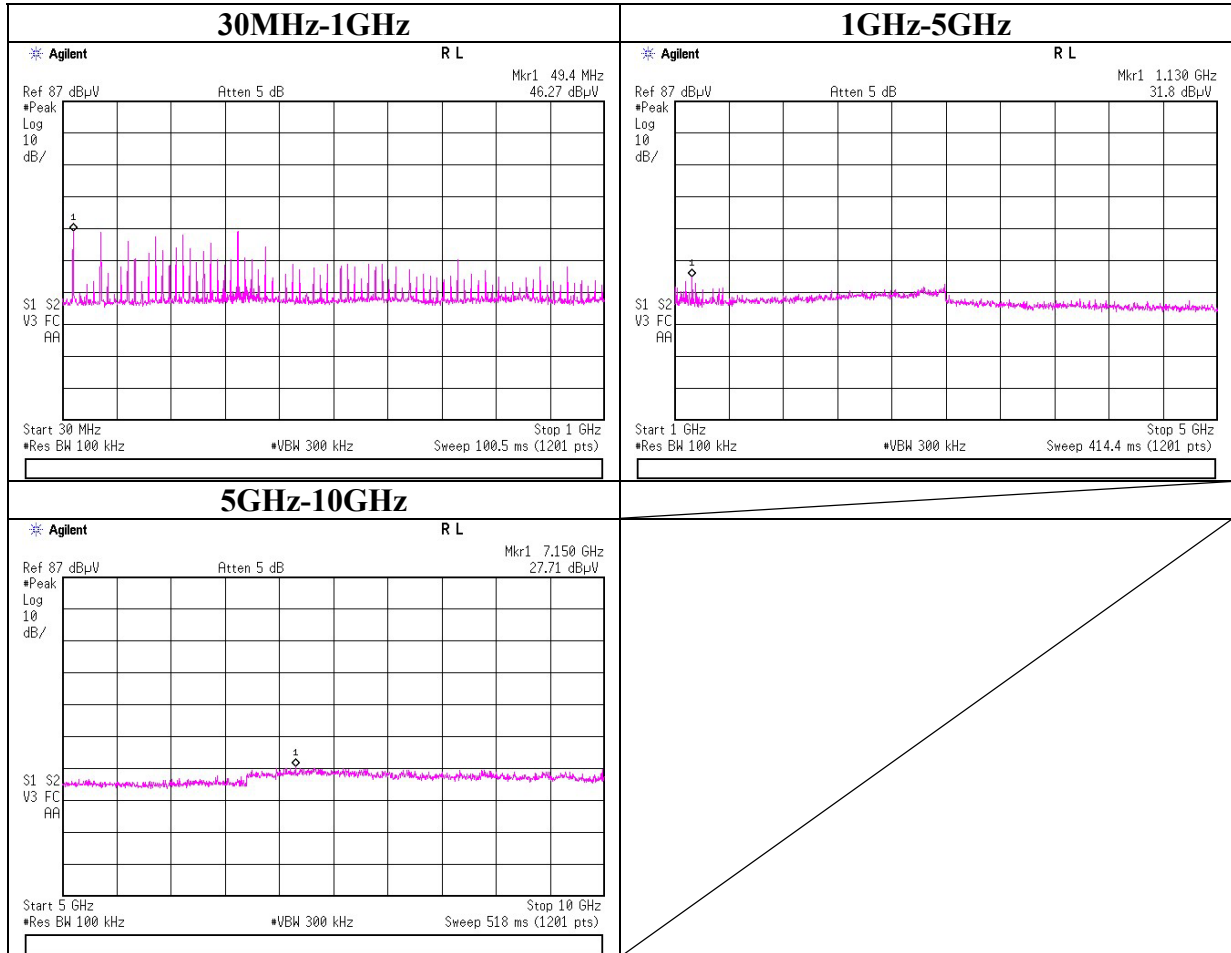 30MHz-1GHz
Agilent R L
Mkr1 49.4 MHz
Ref 87 dBµV Atten 5 dB 46.27 dBµV
#Peak
Log
10
dB/
1
S1 S2
V3 FC
AA
Start 30 MHz Stop 1 GHz
#Res BW 100 kHz #VBW 300 kHz Sweep 100.5 ms (1201 pts)
1GHz-5GHz
Agilent R L
Mkr1 1.130 GHz
Ref 87 dBµV Atten 5 dB 31.8 dBµV
#Peak
Log
10
dB/
1
S1 S2
V3 FC
AA
Start 1 GHz Stop 5 GHz
#Res BW 100 kHz #VBW 300 kHz Sweep 414.4 ms (1201 pts)
5GHz-10GHz
Agilent R L
Mkr1 7.150 GHz
Ref 87 dBµV Atten 5 dB 27.71 dBµV
#Peak
Log
10
dB/
1
S1 S2
V3 FC
AA
Start 5 GHz Stop 10 GHz
#Res BW 100 kHz #VBW 300 kHz Sweep 518 ms (1201 pts)